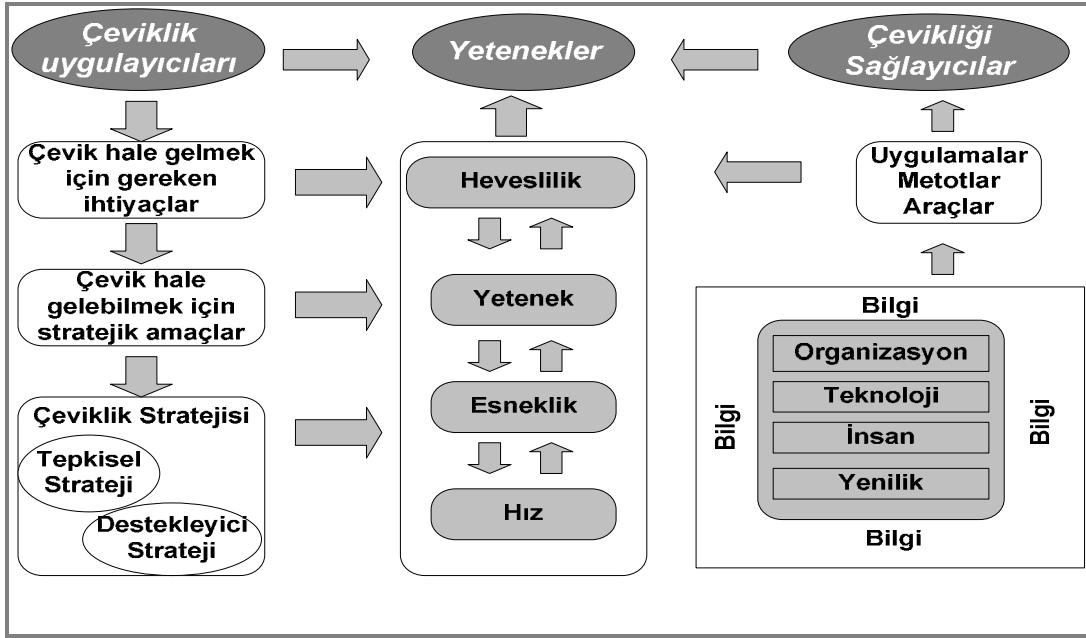 Çeviklik
uygulayıcıları
Yetenekler
Çevikliği
Sağlayıcılar
Çevik hale gelmek
için gereken
ihtiyaçlar
Çevik hale
gelebilmek için
stratejik amaçlar
Çeviklik Stratejisi
Tepkisel
Strateji
Destekleyici
Strateji
Heveslilik
Yetenek
Esneklik
Hız
Uygulamalar
Metotlar
Araçlar
Bilgi
Bilgi
Organizasyon
Teknoloji
İnsan
Yenilik
Bilgi
Bilgi